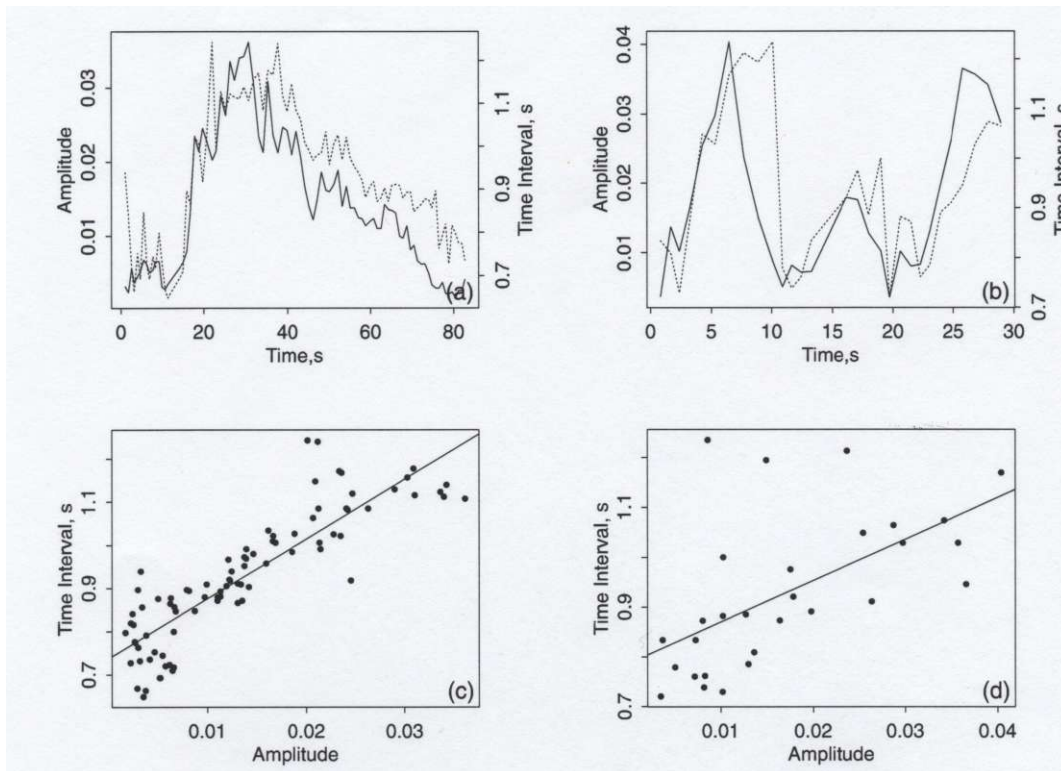 Amplitude
0.01 0.02 0.03
0.7 0.9 1.1
Time Interval, s
(a)
0 20 40 60 80
Time,s
Amplitude
0.01 0.02 0.03 0.04
0.7 0.9 1.1
Time Interval, s
(b)
0 5 10 15 20 25 30
Time,s
Time Interval, s
0.7 0.9 1.1
(c)
0.01 0.02 0.03
Amplitude
Time Interval, s
0.7 0.9 1.1
(d)
0.01 0.02 0.03 0.04
Amplitude